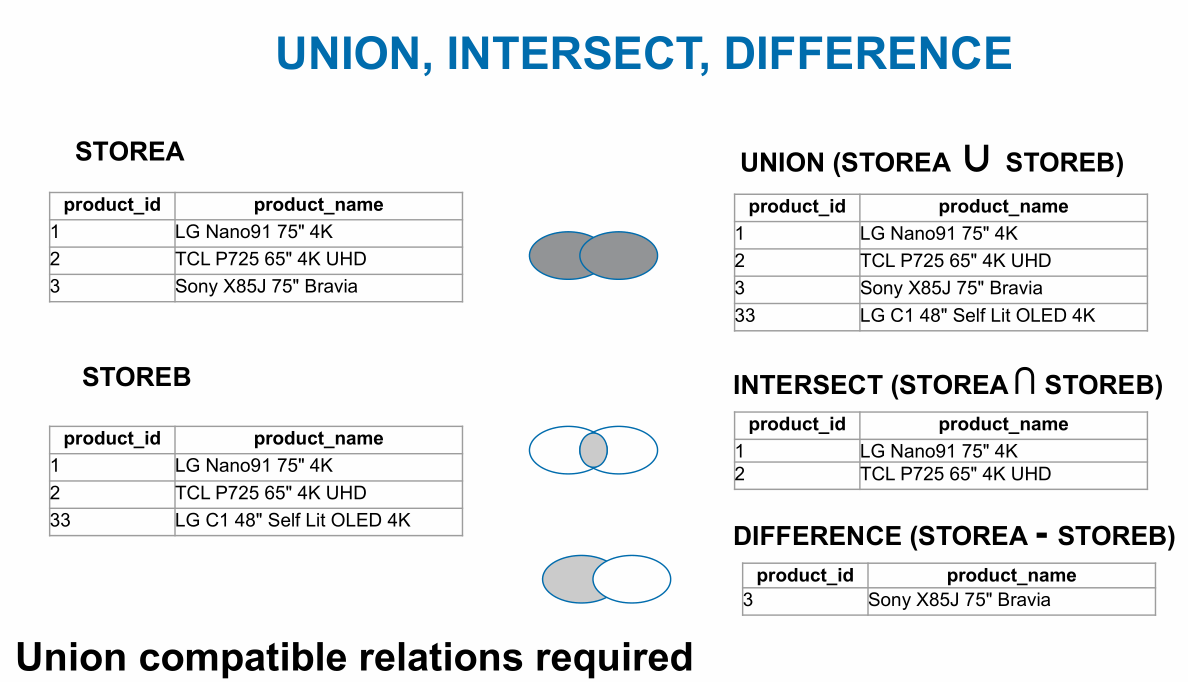 UNION, INTERSECT, DIFFERENCE
STOREA
product_id product_name
1 LG Nano91 75" 4K
2 TCL P725 65" 4K UHD
3 Sony X85J 75" Bravia
STOREB
product_id product_name
1 LG Nano91 75" 4K
2 TCL P725 65" 4K UHD
33 LG C1 48" Self Lit OLED 4K
UNION (STOREA ∪ STOREB)
product_id product_name
1 LG Nano91 75" 4K
2 TCL P725 65" 4K UHD
3 Sony X85J 75" Bravia
33 LG C1 48" Self Lit OLED 4K
INTERSECT (STOREA ∩ STOREB)
product_id product_name
1 LG Nano91 75" 4K
2 TCL P725 65" 4K UHD
DIFFERENCE (STOREA - STOREB)
product_id product_name
3 Sony X85J 75" Bravia
Union compatible relations required